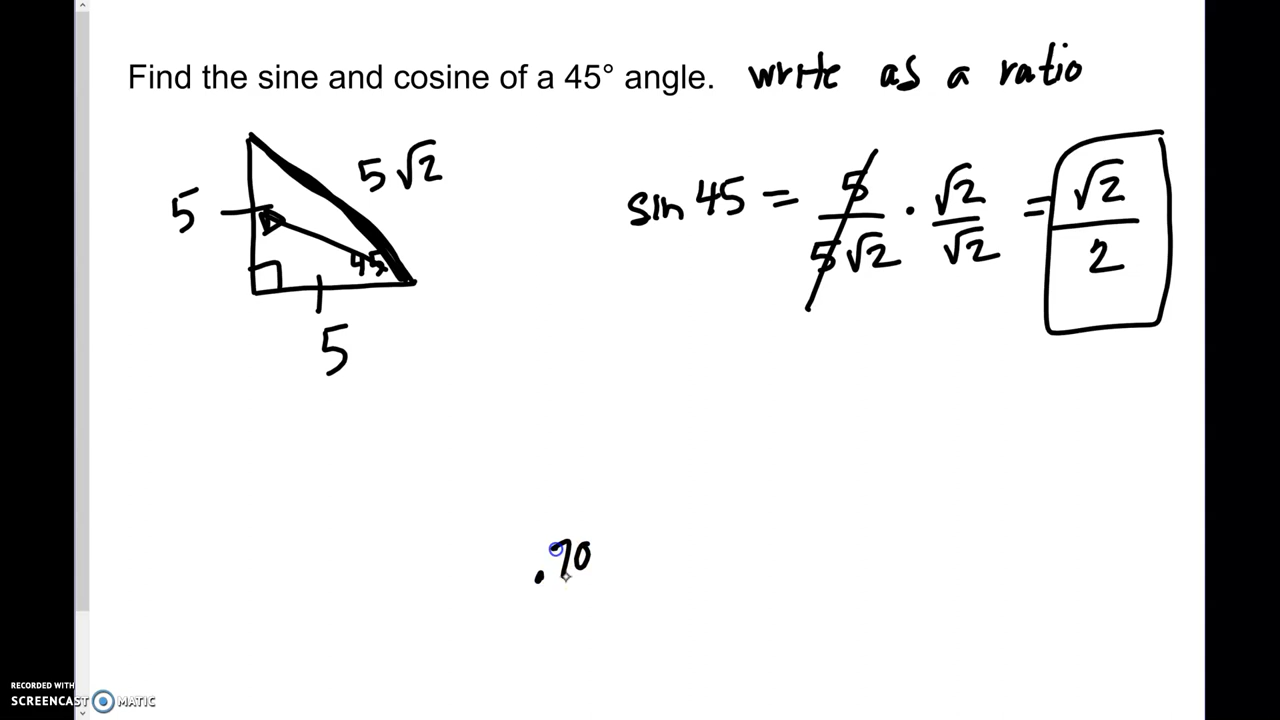 Find the sine and cosine of a 45° angle. write as a ratio
5 √2
5
45
5
sin 45 = 5/5√2 · √2/√2 = √2/2
.70
RECORDED WITH
SCREENCAST MATIC